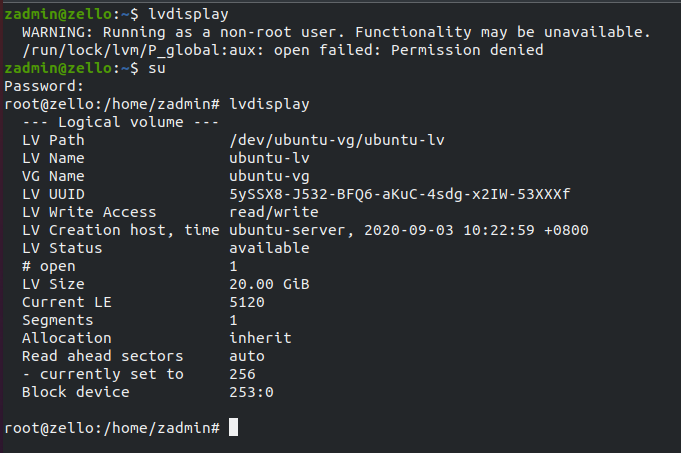 zadmin@zello:~$ lvdisplay
  WARNING: Running as a non-root user. Functionality may be unavailable.
  /run/lock/lvm/P_global:aux: open failed: Permission denied
zadmin@zello:~$ su
Password:
root@zello:/home/zadmin# lvdisplay
  --- Logical volume ---
  LV Path                /dev/ubuntu-vg/ubuntu-lv
  LV Name                ubuntu-lv
  VG Name                ubuntu-vg
  LV UUID                5ySSX8-J532-BFQ6-aKuC-4sdg-x2IW-53XXXf
  LV Write Access        read/write
  LV Creation host, time ubuntu-server, 2020-09-03 10:22:59 +0800
  LV Status              available
  # open                 1
  LV Size                20.00 GiB
  Current LE             5120
  Segments               1
  Allocation             inherit
  Read ahead sectors     auto
  - currently set to     256
  Block device           253:0
root@zello:/home/zadmin#